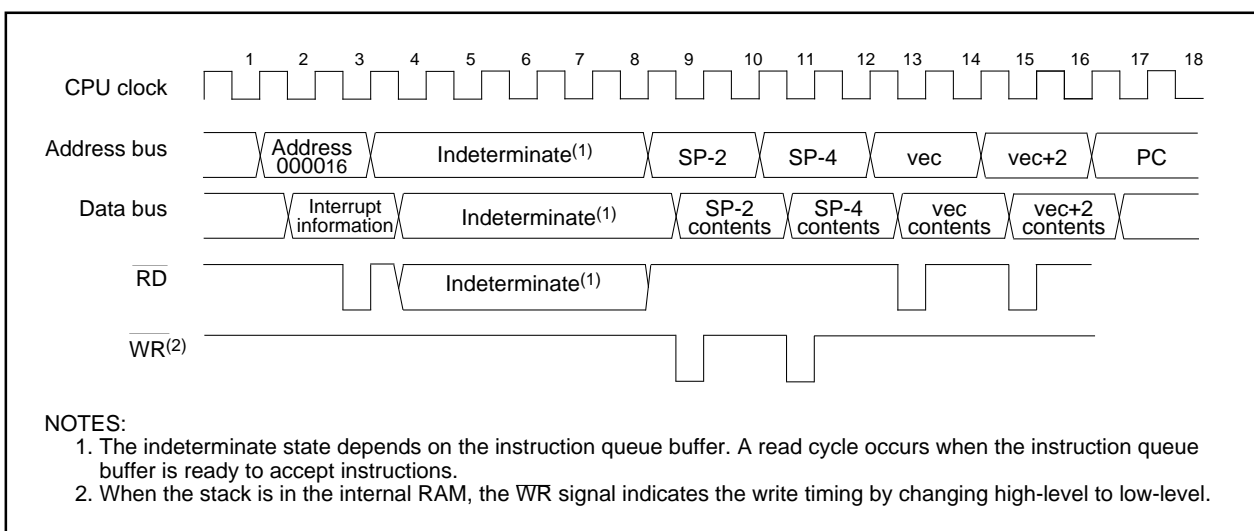 1 2 3 4 5 6 7 8 9 10 11 12 13 14 15 16 17 18
CPU clock
Address bus
Address
000016
Indeterminate(1)
SP-2
SP-4
vec
vec+2
PC
Data bus
Interrupt
information
Indeterminate(1)
SP-2
contents
SP-4
contents
vec
contents
vec+2
contents
RD
Indeterminate(1)
WR(2)
NOTES:
1. The indeterminate state depends on the instruction queue buffer. A read cycle occurs when the instruction queue
buffer is ready to accept instructions.
2. When the stack is in the internal RAM, the WR signal indicates the write timing by changing high-level to low-level.